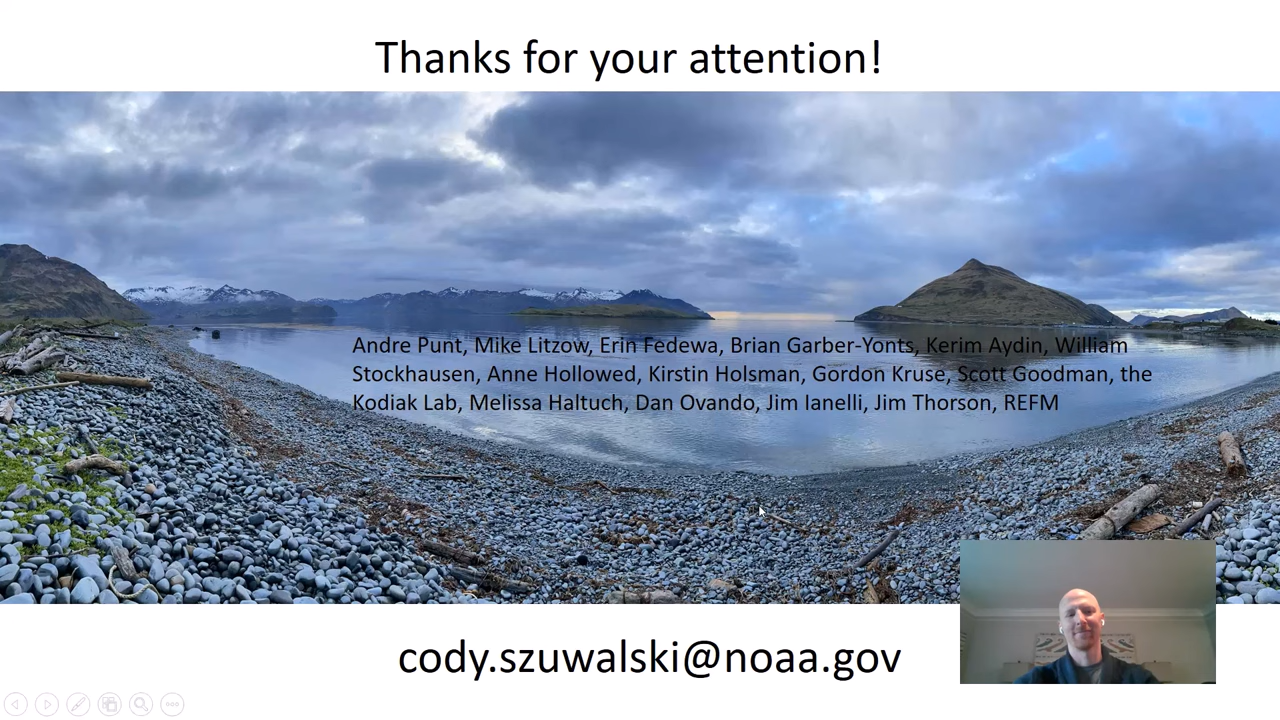 Thanks for your attention!
Andre Punt, Mike Litzow, Erin Fedewa, Brian Garber-Yonts, Kerim Aydin, William
Stockhausen, Anne Hollowed, Kirstin Holsman, Gordon Kruse, Scott Goodman, the
Kodiak Lab, Melissa Haltuch, Dan Ovando, Jim Ianelli, Jim Thorson, REFM
cody.szuwalski@noaa.gov